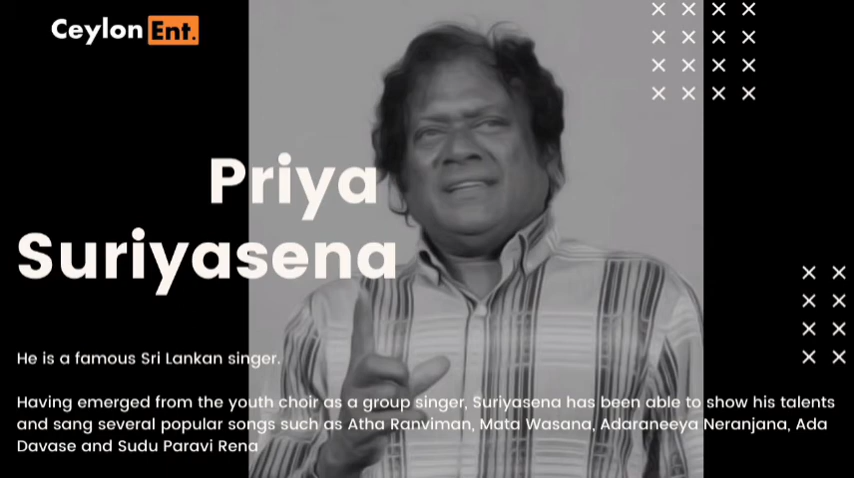 Ceylon Ent.
Priya
Suriyasena
He is a famous Sri Lankan singer.
Having emerged from the youth choir as a group singer, Suriyasena has been able to show his talents
and sang several popular songs such as Atha Ranviman, Mata Wasana, Adaraneeya Neranjana, Ada
Davase and Sudu Paravi Rena